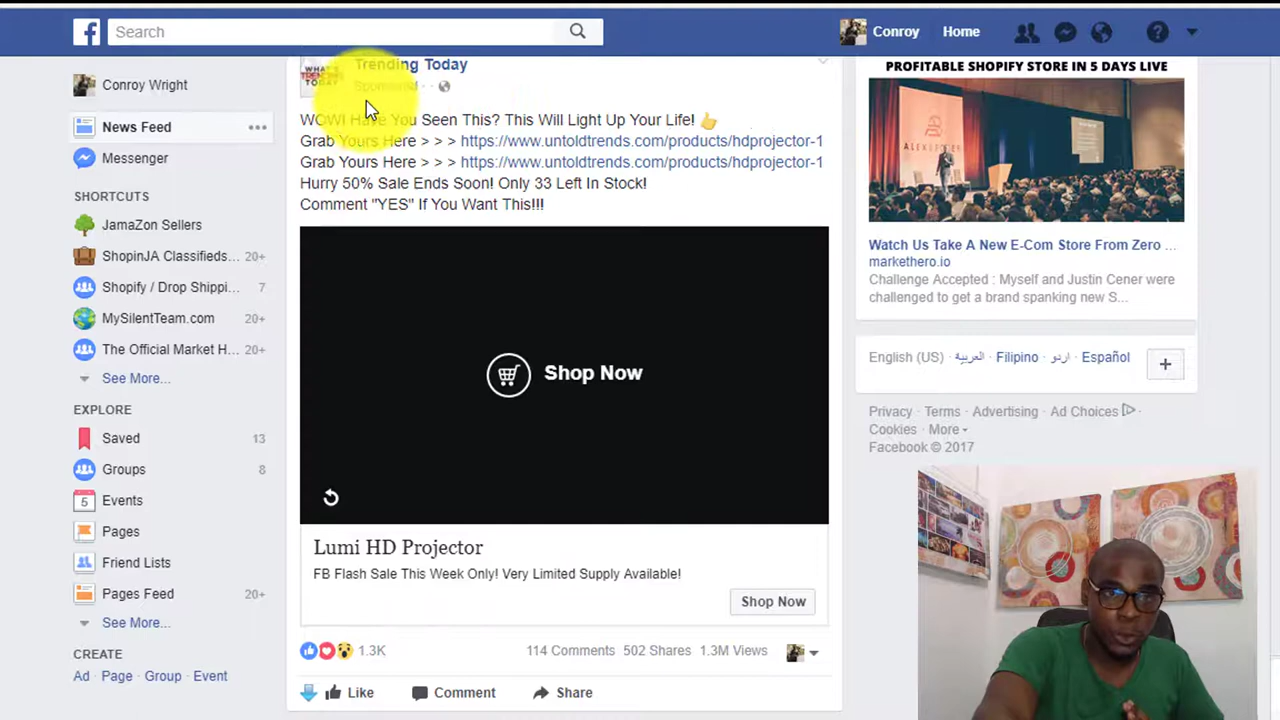 Search
Conroy
Home
Conroy Wright
News Feed
Messenger
SHORTCUTS
JamaZon Sellers
ShopinJA Classifieds... 20+
Shopify / Drop Shippi... 7
MySilentTeam.com 20+
The Official Market H... 20+
See More...
EXPLORE
Saved 13
Groups 8
5 Events
Pages
Friend Lists
Pages Feed 20+
See More...
CREATE
Ad · Page · Group · Event
WHAT'S TRENDING TODAY
Trending Today
Sponsored ·
WOW! Have You Seen This? This Will Light Up Your Life! 👍
Grab Yours Here > > > https://www.untoldtrends.com/products/hdprojector-1
Grab Yours Here > > > https://www.untoldtrends.com/products/hdprojector-1
Hurry 50% Sale Ends Soon! Only 33 Left In Stock!
Comment "YES" If You Want This!!!
Shop Now
Lumi HD Projector
FB Flash Sale This Week Only! Very Limited Supply Available!
Shop Now
1.3K
114 Comments 502 Shares 1.3M Views
Like Comment Share
PROFITABLE SHOPIFY STORE IN 5 DAYS LIVE
Watch Us Take A New E-Com Store From Zero ...
markethero.io
Challenge Accepted : Myself and Justin Cener were
challenged to get a brand spanking new S...
English (US) · العربية · Filipino · اردو · Español
Privacy · Terms · Advertising · Ad Choices ·
Cookies · More
Facebook © 2017